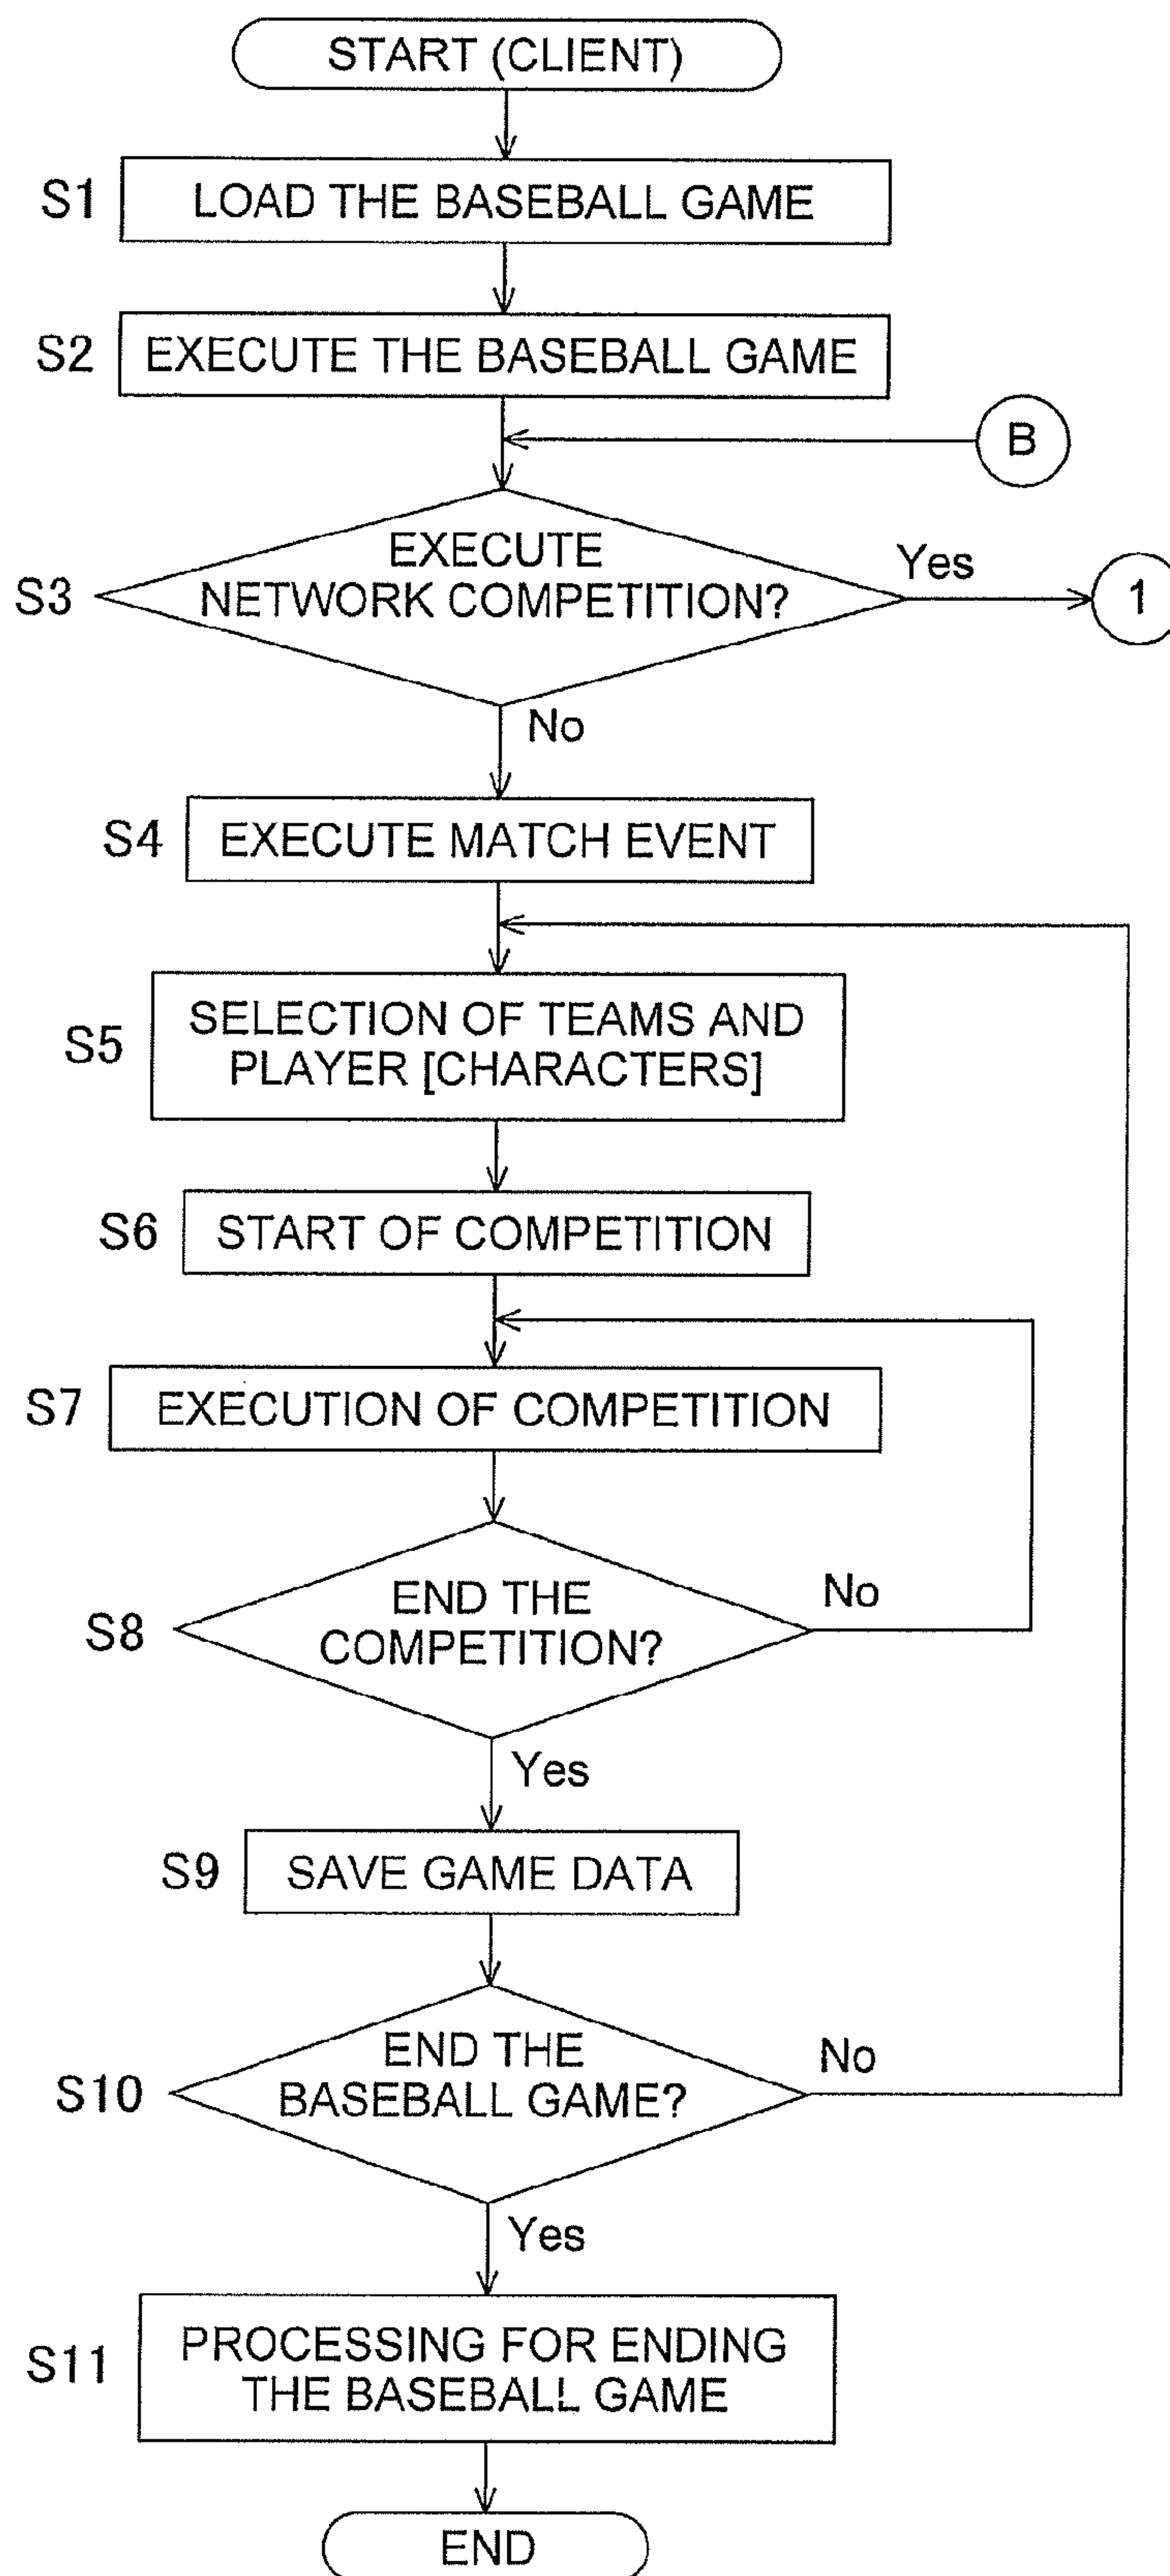 START (CLIENT)
S1 LOAD THE BASEBALL GAME
S2 EXECUTE THE BASEBALL GAME
B
EXECUTE
S3 NETWORK COMPETITION?
Yes
1
No
S4 EXECUTE MATCH EVENT
S5
SELECTION OF TEAMS AND
PLAYER [CHARACTERS]
S6 START OF COMPETITION
S7 EXECUTION OF COMPETITION
S8
END THE
COMPETITION?
No
Yes
S9 SAVE GAME DATA
S10
END THE
BASEBALL GAME?
No
Yes
S11
PROCESSING FOR ENDING
THE BASEBALL GAME
END